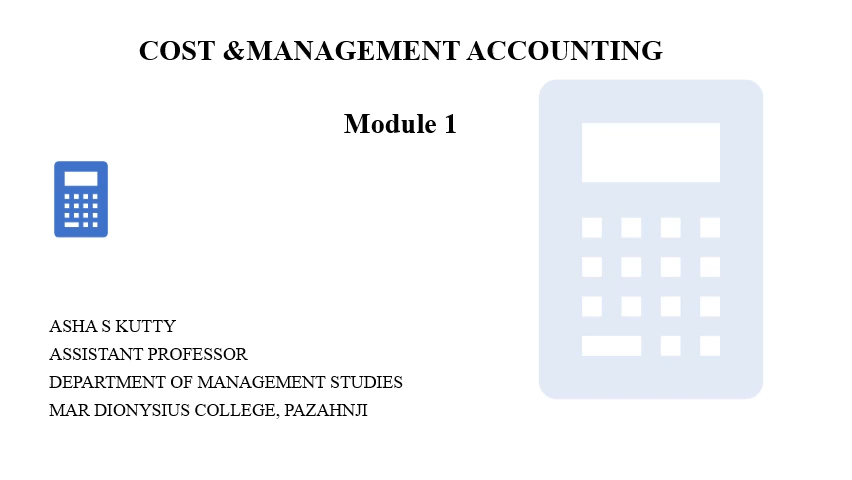 COST &MANAGEMENT ACCOUNTING
Module 1
ASHA S KUTTY
ASSISTANT PROFESSOR
DEPARTMENT OF MANAGEMENT STUDIES
MAR DIONYSIUS COLLEGE, PAZAHNJI